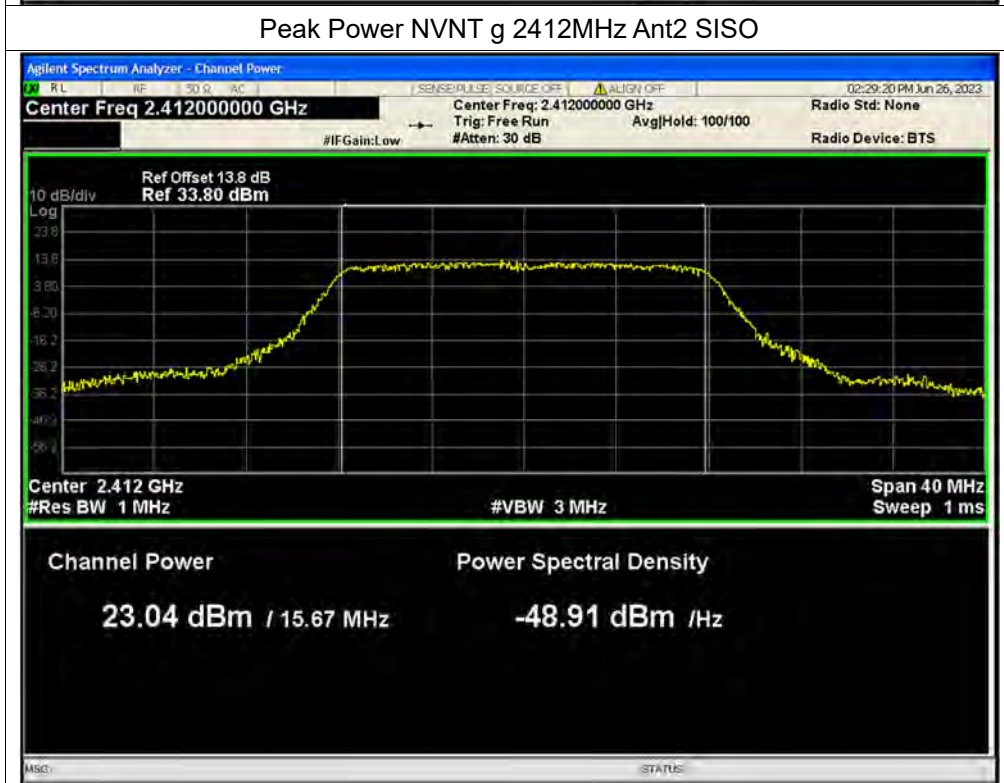 Peak Power NVNT g 2412MHz Ant2 SISO
Agilent Spectrum Analyzer - Channel Power
RL RF 50 Ω AC SENSE:PULSE SOURCE OFF ALIGN OFF 02:29:20 PM Jun 26, 2023
Center Freq 2.412000000 GHz Center Freq: 2.412000000 GHz Radio Std: None
Trig: Free Run Avg|Hold: 100/100
#IFGain:Low #Atten: 30 dB Radio Device: BTS
Ref Offset 13.8 dB
10 dB/div Ref 33.80 dBm
Log
23.8
13.8
3.80
-6.20
-16.2
-26.2
-36.2
-46.2
-56.2
Center 2.412 GHz Span 40 MHz
#Res BW 1 MHz #VBW 3 MHz Sweep 1 ms
Channel Power Power Spectral Density
23.04 dBm / 15.67 MHz -48.91 dBm /Hz
MSG STATUS